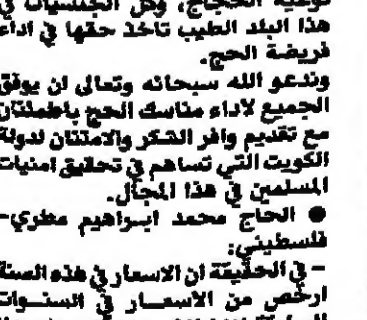 توعية الحجاج، وكل الجنسيات في
هذا البلد الطيب تأخذ حقها في أداء
فريضة الحج.
وندعو الله سبحانه وتعالى ان يوفق
الجميع لاداء مناسك الحج باطمئنان
مع تقديم وافر الشكر والامتنان لدولة
الكويت التي تساهم في تحقيق امنيات
المسلمين في هذا المجال.
● الحاج محمد ابراهيم مطري-
فلسطيني:
- في الحقيقة أن الاسعار في هذه السنة
ارخص من الاسعار في السنوات